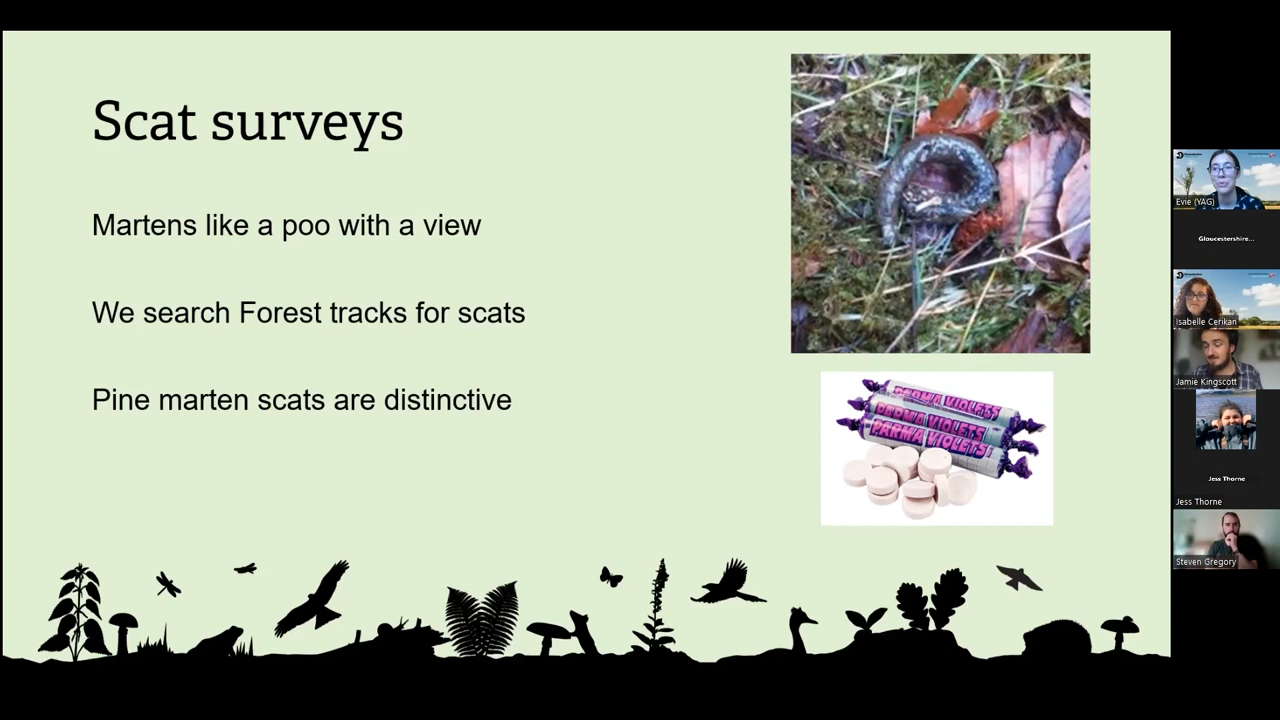 Scat surveys
Martens like a poo with a view
We search Forest tracks for scats
Pine marten scats are distinctive
PARMA VIOLETS
PARMA VIOLETS
PARMA VIOLETS
Evie (YAG)
Gloucestershire...
Isabelle Cerikan
Jamie Kingscott
Jess Thorne
Jess Thorne
Steven Gregory